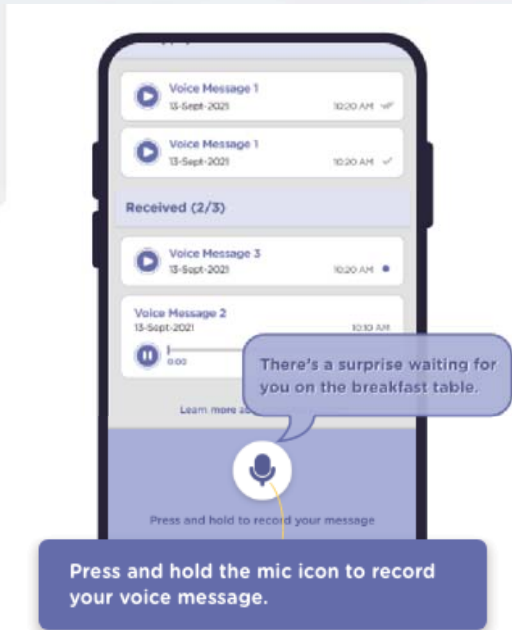 Voice Message 1
13-Sept-2021
10:20 AM
Voice Message 1
13-Sept-2021
10:20 AM
Received (2/3)
Voice Message 3
13-Sept-2021
10:20 AM
Voice Message 2
13-Sept-2021
10:10 AM
0:00
There's a surprise waiting for
you on the breakfast table.
Learn more
Press and hold to record your message
Press and hold the mic icon to record
your voice message.